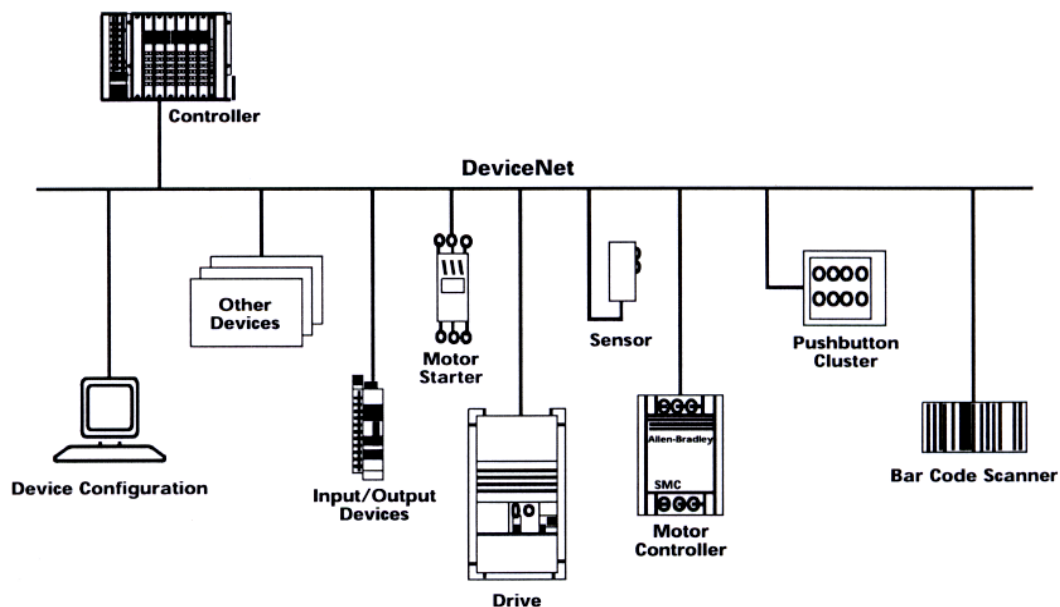 Controller
DeviceNet
Other
Devices
Motor
Starter
Sensor
Pushbutton
Cluster
Device Configuration
Input/Output
Devices
Drive
Allen-Bradley
SMC
Motor
Controller
Bar Code Scanner